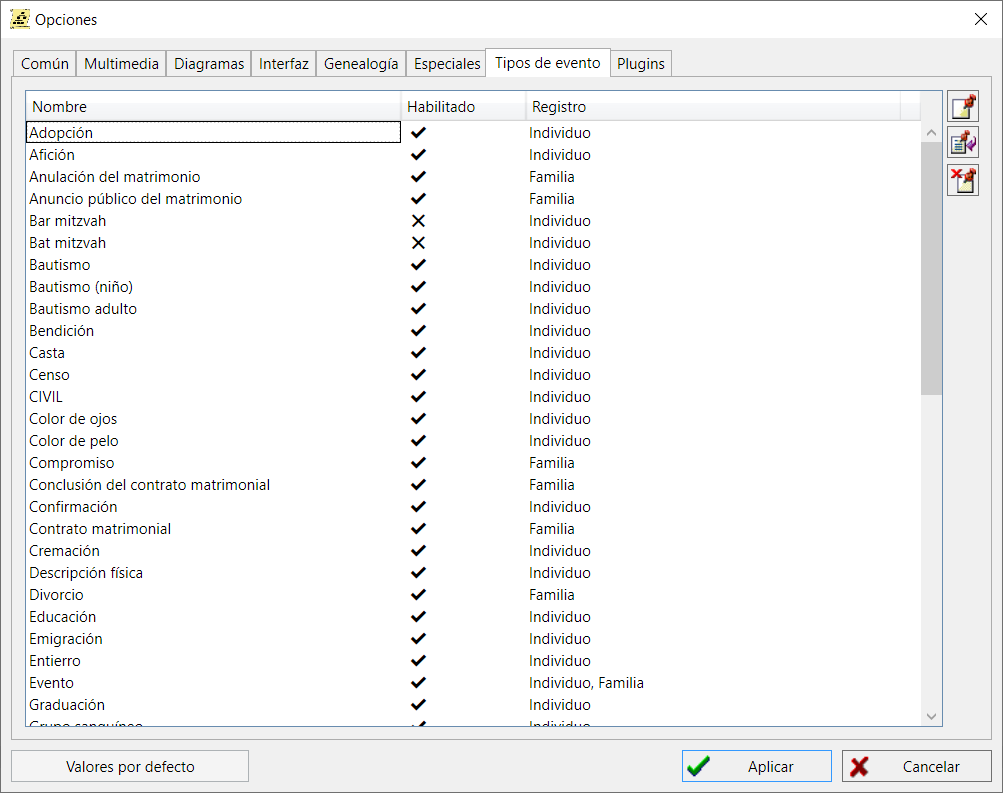 Opciones
Común Multimedia Diagramas Interfaz Genealogía Especiales Tipos de evento Plugins
Nombre Habilitado Registro
Adopción Individuo
Afición Individuo
Anulación del matrimonio Familia
Anuncio público del matrimonio Familia
Bar mitzvah Individuo
Bat mitzvah Individuo
Bautismo Individuo
Bautismo (niño) Individuo
Bautismo adulto Individuo
Bendición Individuo
Casta Individuo
Censo Individuo
CIVIL Individuo
Color de ojos Individuo
Color de pelo Individuo
Compromiso Familia
Conclusión del contrato matrimonial Familia
Confirmación Individuo
Contrato matrimonial Familia
Cremación Individuo
Descripción física Individuo
Divorcio Familia
Educación Individuo
Emigración Individuo
Entierro Individuo
Evento Individuo, Familia
Graduación Individuo
Grupo sanguíneo Individuo
Valores por defecto Aplicar Cancelar